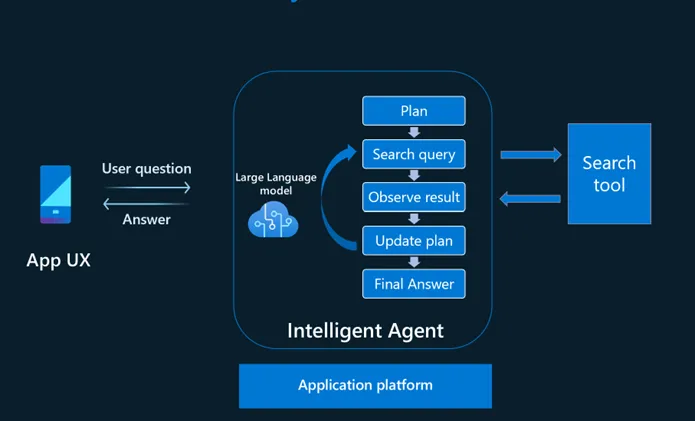 Plan
Search query
Observe result
Update plan
Final Answer
Large Language
model
Intelligent Agent
User question
Answer
App UX
Search
tool
Application platform